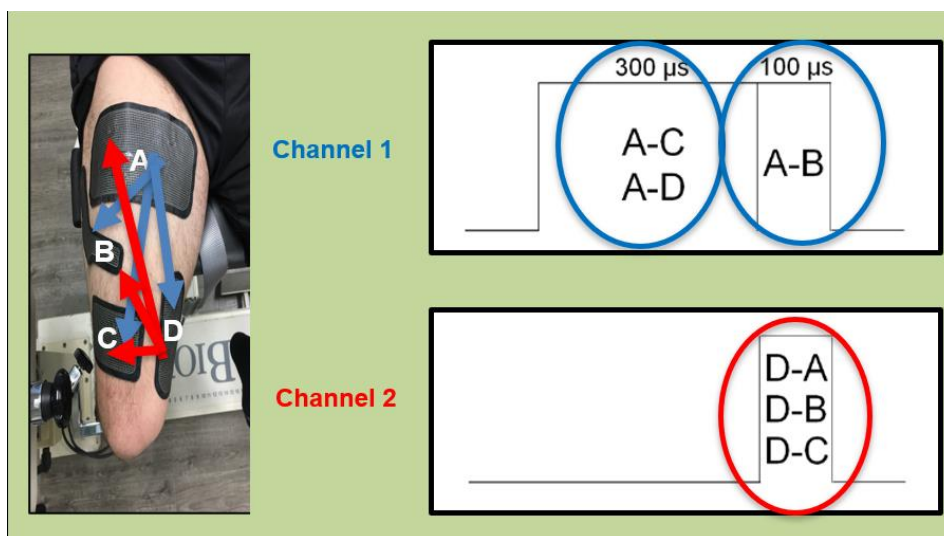 A
B
C
D
BIO
Channel 1
300 µs
100 µs
A-C
A-D
A-B
Channel 2
D-A
D-B
D-C